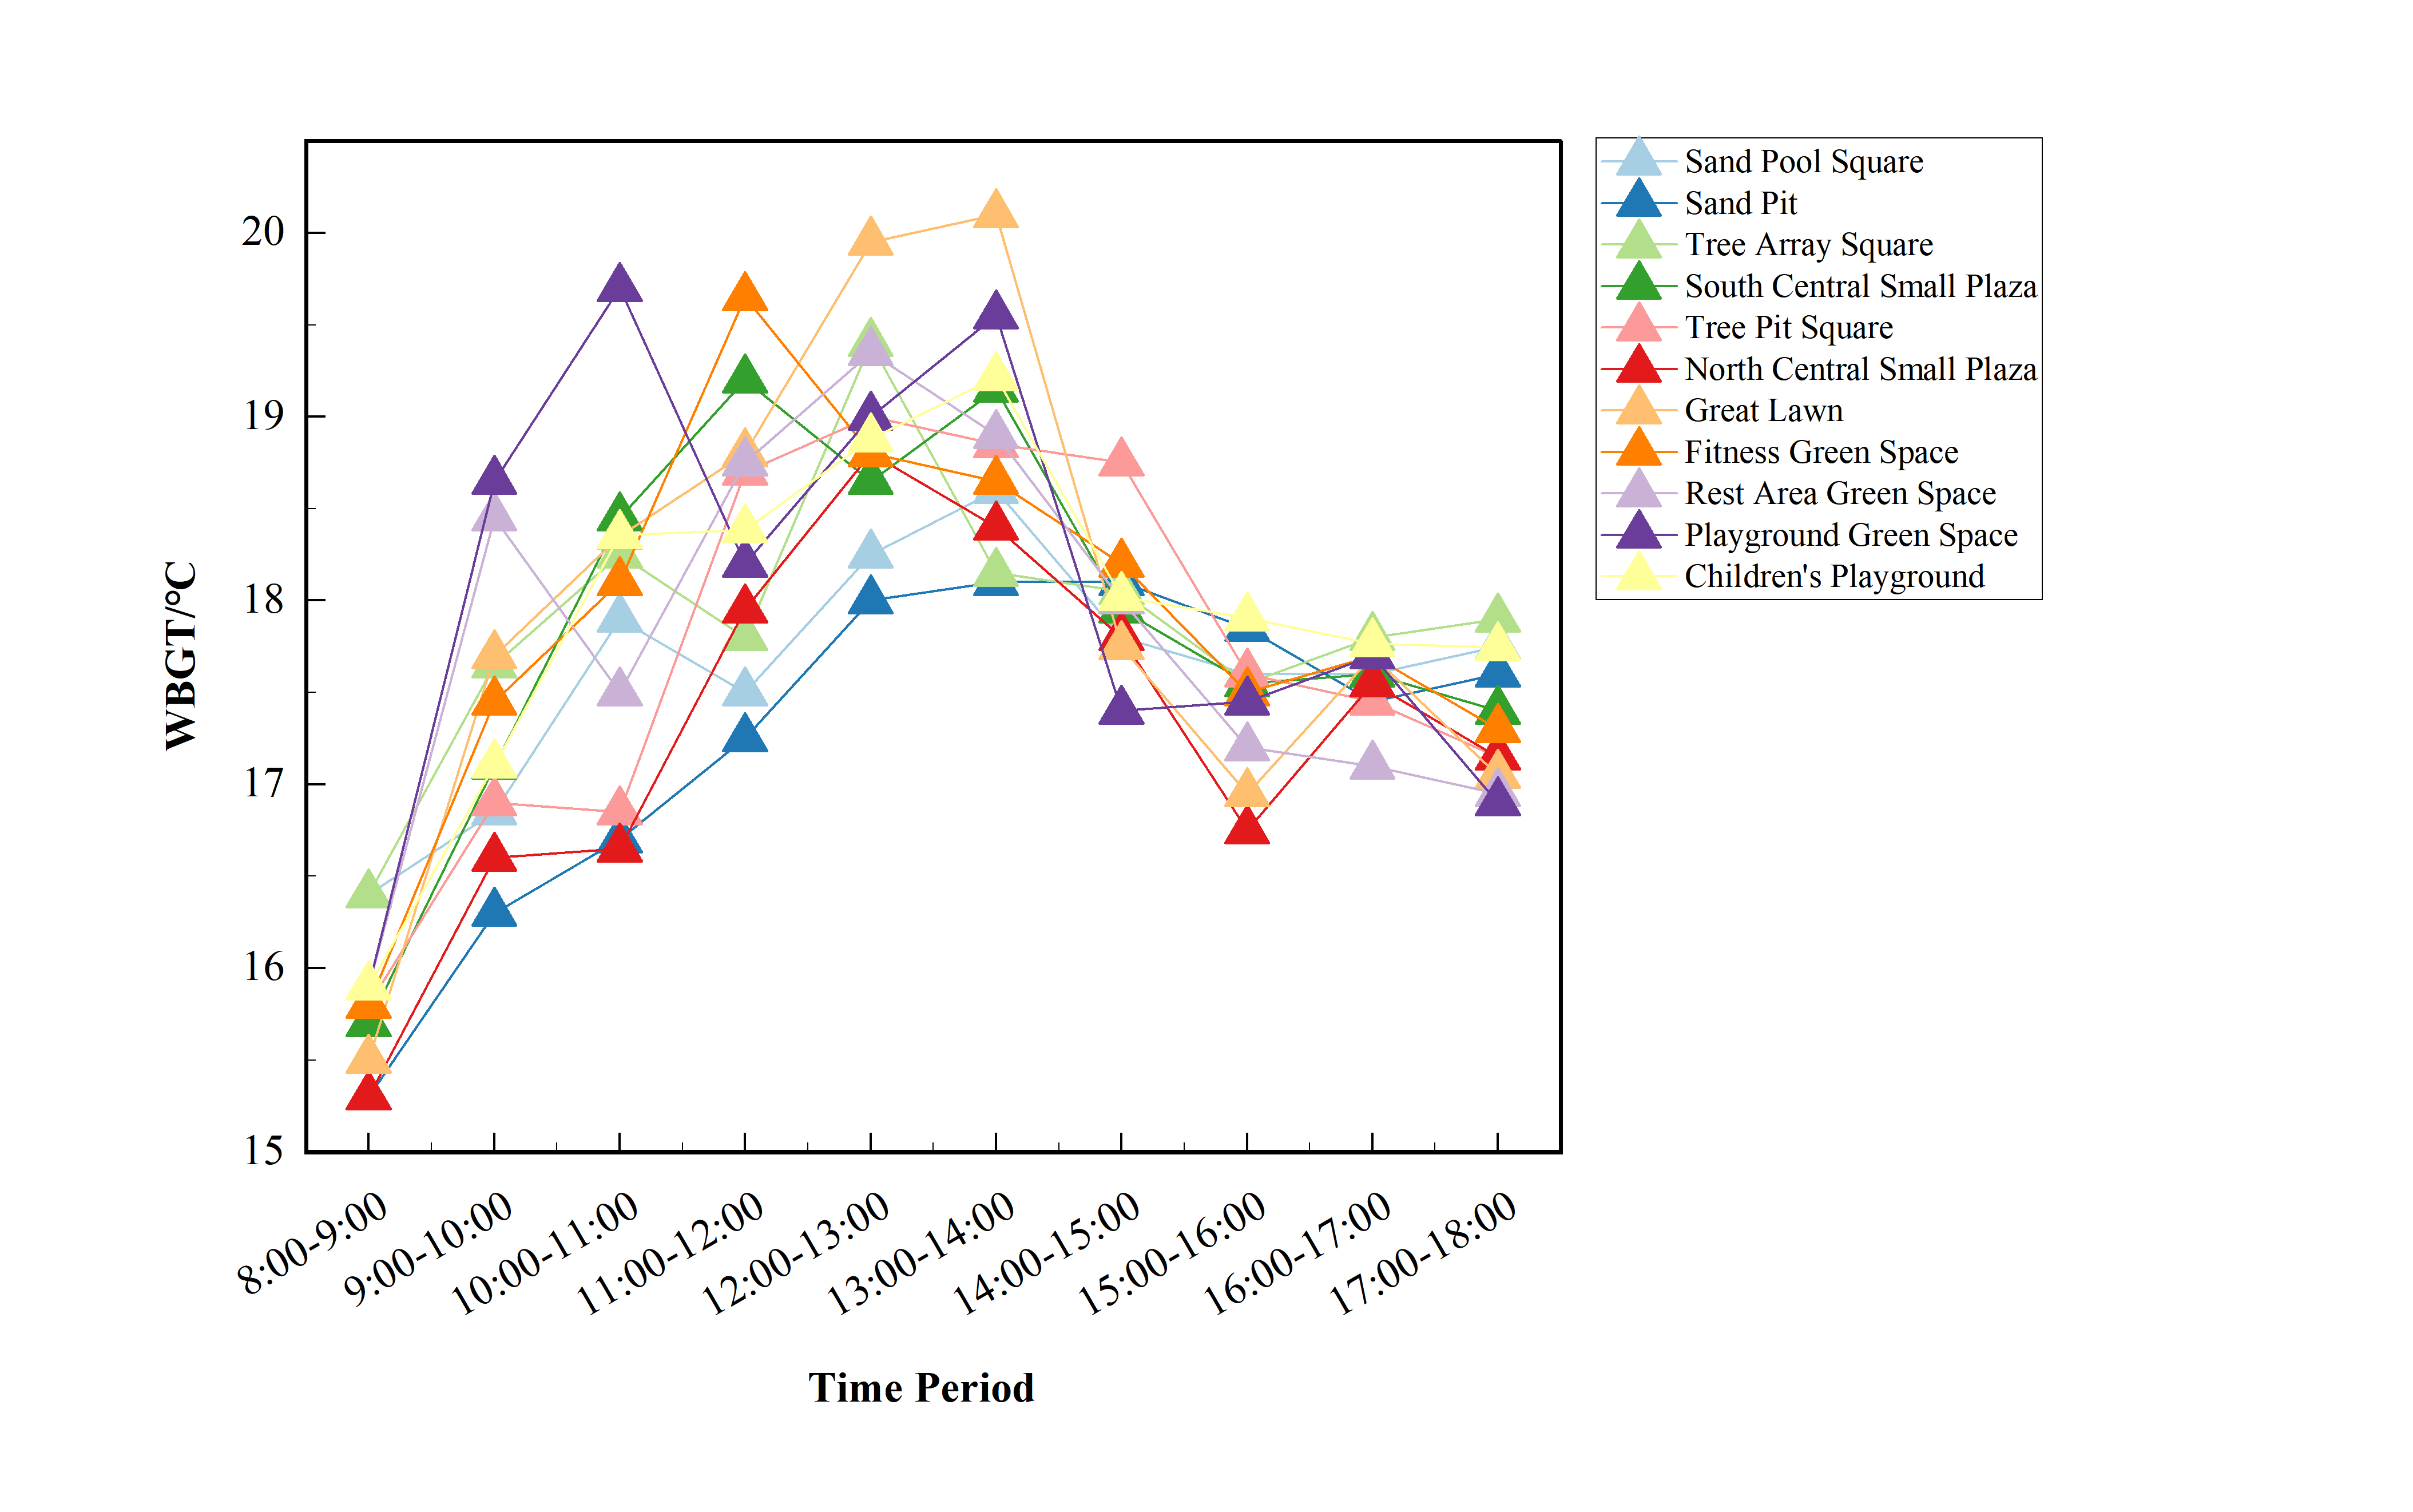 20
19
18
17
16
15
WBGT/°C
8:00-9:00
9:00-10:00
10:00-11:00
11:00-12:00
12:00-13:00
13:00-14:00
14:00-15:00
15:00-16:00
16:00-17:00
17:00-18:00
Time Period
Sand Pool Square
Sand Pit
Tree Array Square
South Central Small Plaza
Tree Pit Square
North Central Small Plaza
Great Lawn
Fitness Green Space
Rest Area Green Space
Playground Green Space
Children's Playground